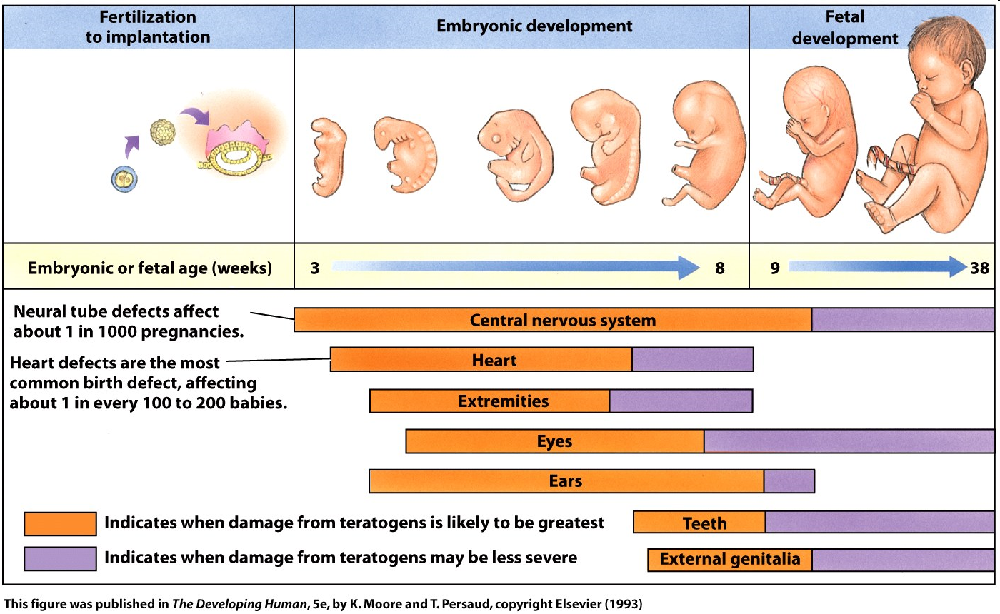 Fertilization
to implantation
Embryonic development
Fetal
development
Embryonic or fetal age (weeks)
3
8
9
38
Neural tube defects affect
about 1 in 1000 pregnancies.
Central nervous system
Heart defects are the most
common birth defect, affecting
about 1 in every 100 to 200 babies.
Heart
Extremities
Eyes
Ears
Indicates when damage from teratogens is likely to be greatest
Teeth
Indicates when damage from teratogens may be less severe
External genitalia
This figure was published in The Developing Human, 5e, by K. Moore and T. Persaud, copyright Elsevier (1993)